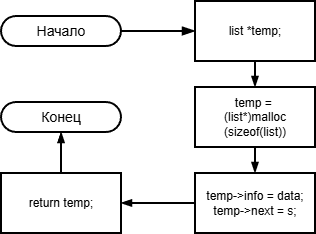 Начало
list *temp;
temp =
(list*)malloc
(sizeof(list))
temp->info = data;
temp->next = s;
return temp;
Конец